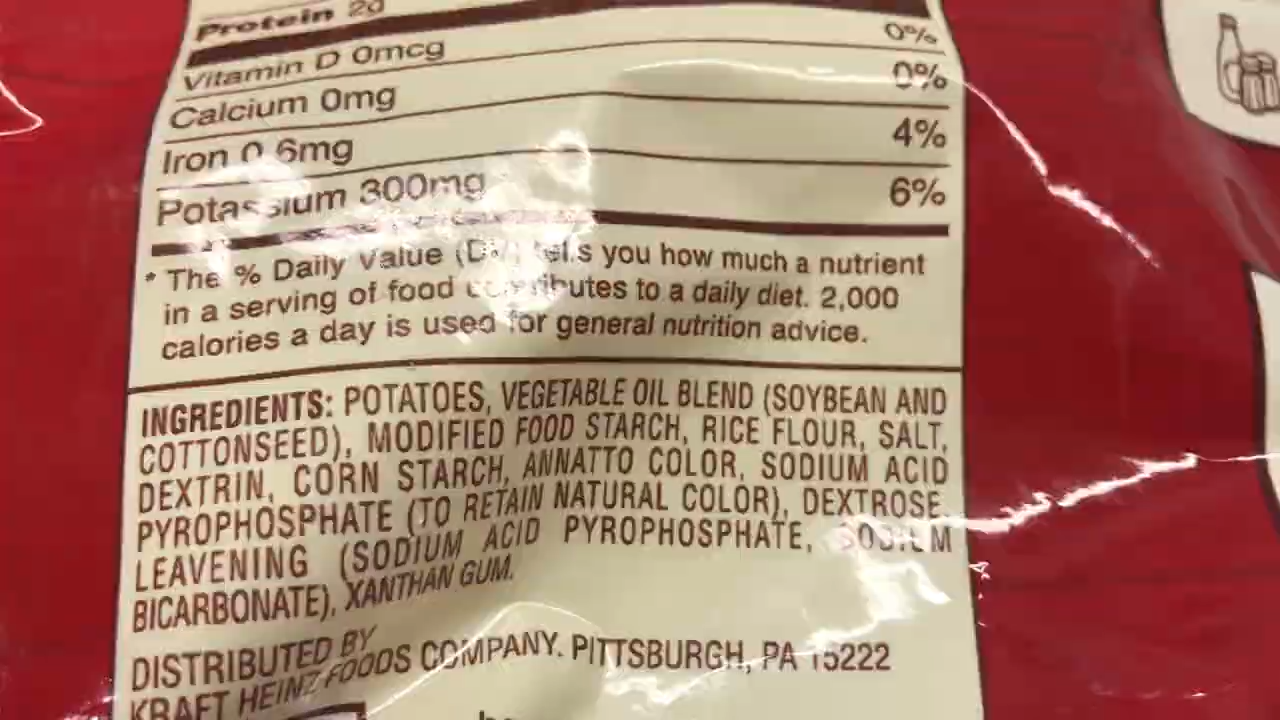 Protein 2g
Vitamin D 0mcg 0%
Calcium 0mg 0%
Iron 0.6mg 4%
Potassium 300mg 6%
* The % Daily Value (DV) tells you how much a nutrient
in a serving of food contributes to a daily diet. 2,000
calories a day is used for general nutrition advice.
INGREDIENTS: POTATOES, VEGETABLE OIL BLEND (SOYBEAN AND
COTTONSEED), MODIFIED FOOD STARCH, RICE FLOUR, SALT,
DEXTRIN, CORN STARCH, ANNATTO COLOR, SODIUM ACID
PYROPHOSPHATE (TO RETAIN NATURAL COLOR), DEXTROSE,
LEAVENING (SODIUM ACID PYROPHOSPHATE, SODIUM
BICARBONATE), XANTHAN GUM.
DISTRIBUTED BY
KRAFT HEINZ FOODS COMPANY. PITTSBURGH, PA 15222